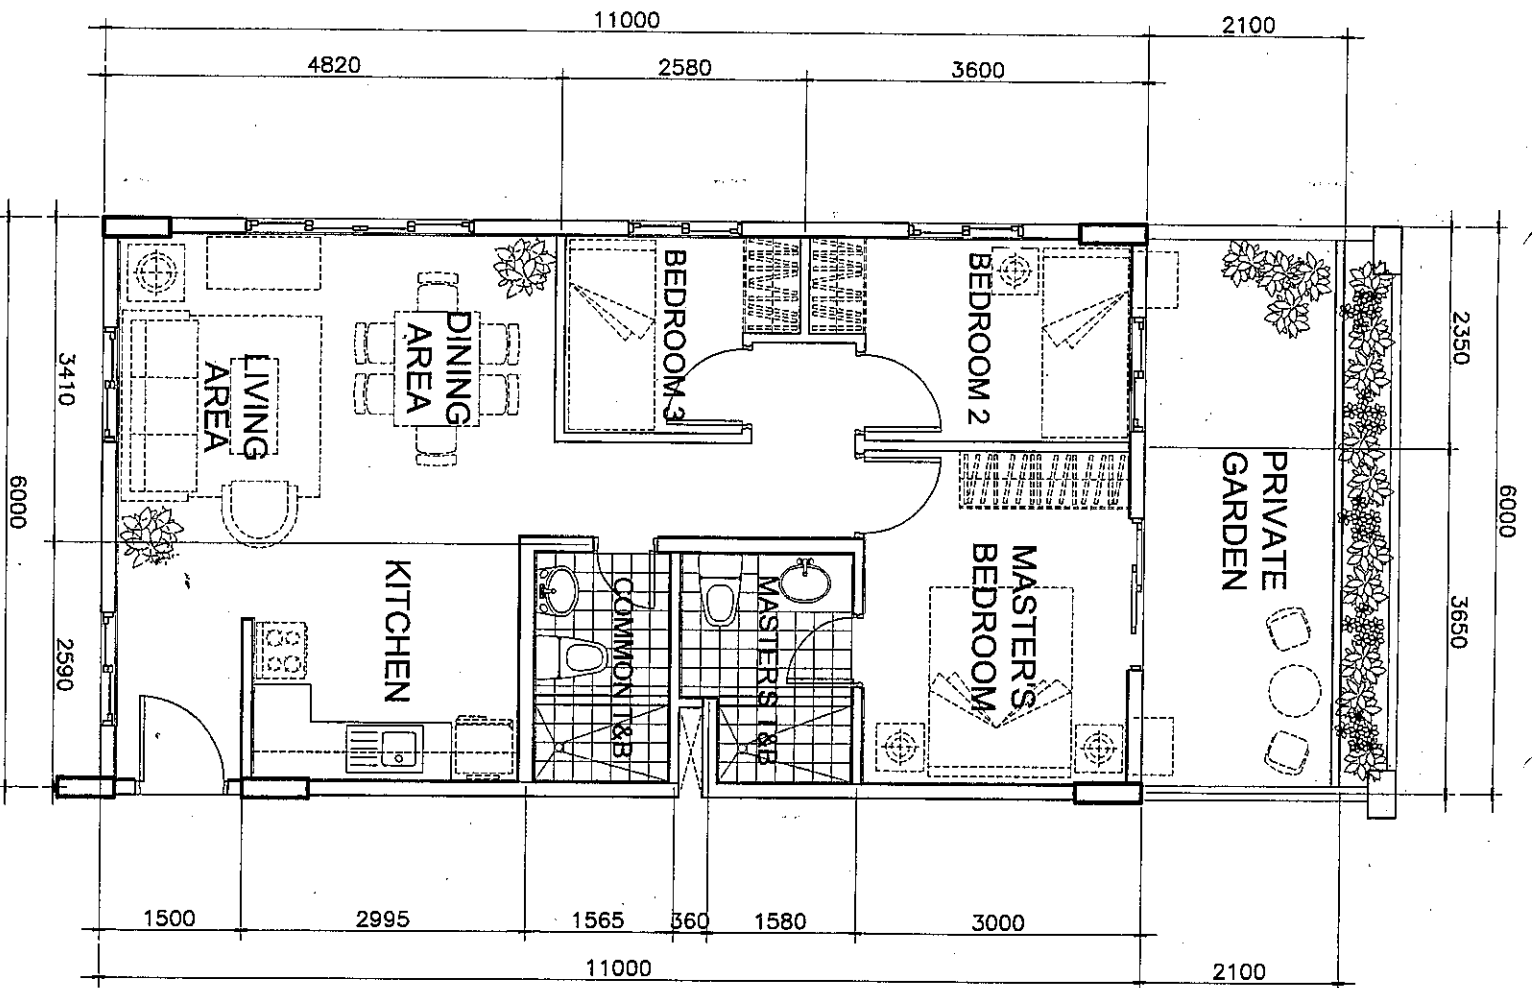 11000
2100
4820
2580
3600
3410
2590
6000
2350
3650
6000
LIVING
AREA
DINING
AREA
BEDROOM 3
BEDROOM 2
PRIVATE
GARDEN
MASTER'S
BEDROOM
KITCHEN
COMMON T&B
MASTER'S T&B
1500
2995
1565
360
1580
3000
11000
2100